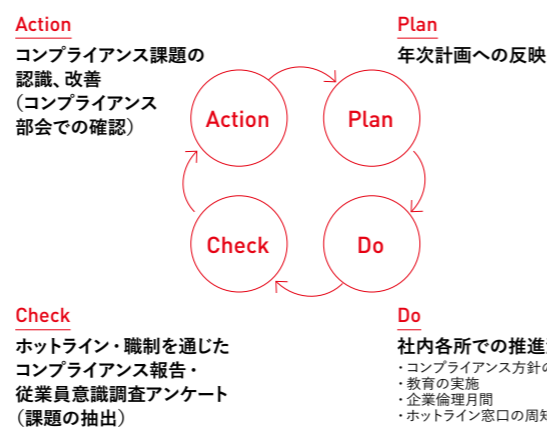 Action
コンプライアンス課題の
認識、改善
（コンプライアンス
部会での確認）
Plan
年次計画への反映
Action
Plan
Check
Do
Check
ホットライン・職制を通じた
コンプライアンス報告・
従業員意識調査アンケート
（課題の抽出）
Do
社内各所での推進
・コンプライアンス方針の
・教育の実施
・企業倫理月間
・ホットライン窓口の周知